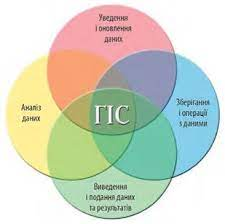 Уведення
і оновлення
даних
Аналіз
даних
ГІС
Зберігання
і операції
з даними
Виведення
і подання даних
та результатів